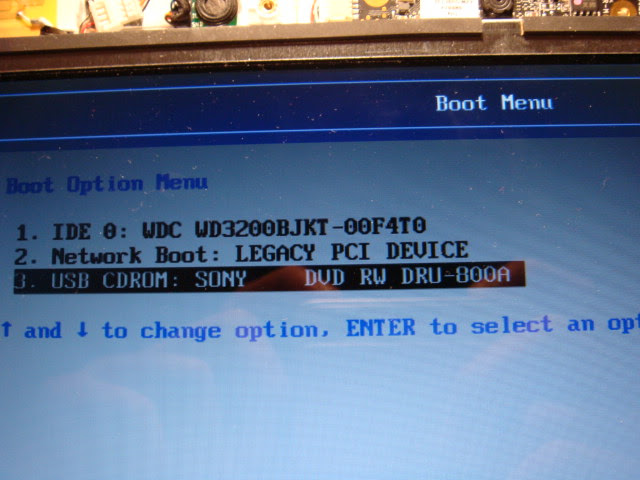 Boot Menu
Boot Option Menu
1. IDE 0: WDC WD3200BJKT-00F4T0
2. Network Boot: LEGACY PCI DEVICE
3. USB CDROM: SONY DVD RW DRU-800A
↑ and ↓ to change option, ENTER to select an opt